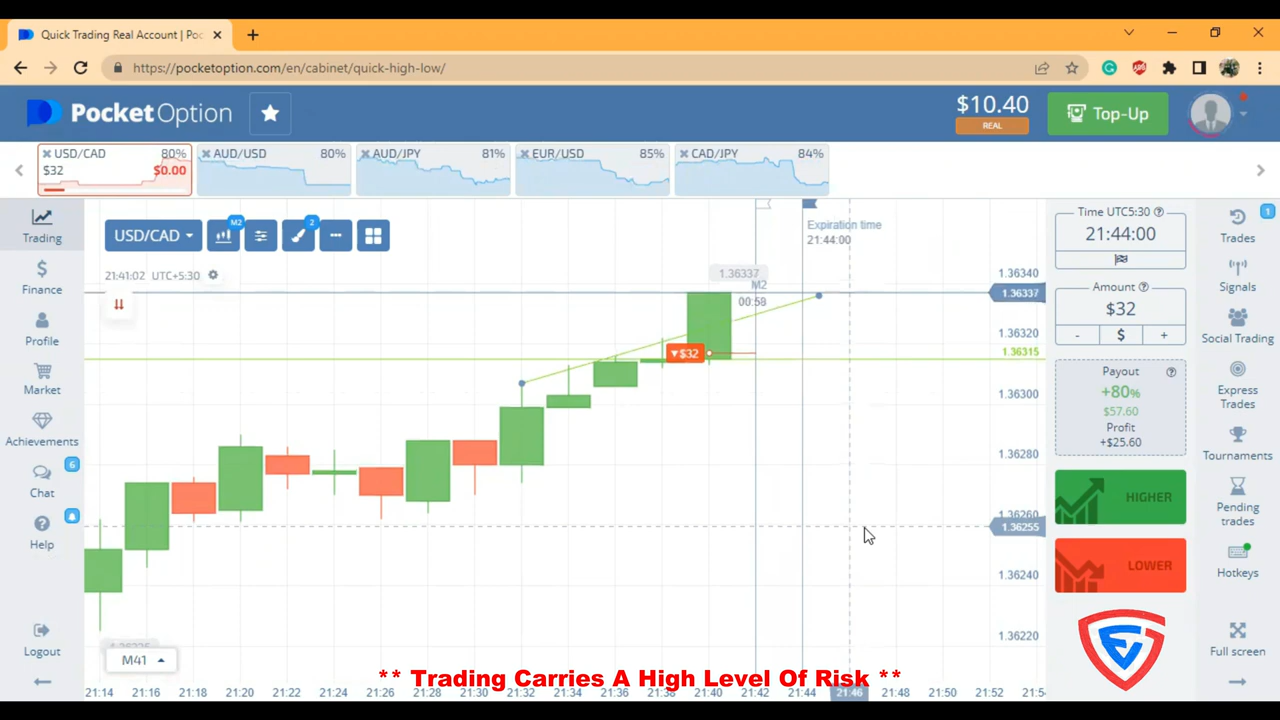 Quick Trading Real Account | Poc
https://pocketoption.com/en/cabinet/quick-high-low/
PocketOption
$10.40
REAL
Top-Up
USD/CAD 80%
$32 $0.00
AUD/USD 80%
AUD/JPY 81%
EUR/USD 85%
CAD/JPY 84%
Trading
Finance
Profile
Market
Achievements
6
Chat
Help
Logout
USD/CAD
M2
2
21:41:02 UTC+5:30
Expiration time
21:44:00
1.36337
M2
00:59
$32
1.36340
1.36337
1.36320
1.36315
1.36300
1.36280
1.36260
1.36255
1.36240
1.36220
M41
21:14 21:16 21:18 21:20 21:22 21:24 21:26 21:28 21:30 21:32 21:34 21:36 21:38 21:40 21:42 21:44 21:46 21:48 21:50 21:52 21:54
** Trading Carries A High Level Of Risk **
Time UTC5:30
21:44:00
Amount
$32
- $ +
Payout
+80%
$57.60
Profit
+$25.60
HIGHER
LOWER
1
Trades
Signals
Social Trading
Express
Trades
Tournaments
Pending
trades
Hotkeys
Full screen